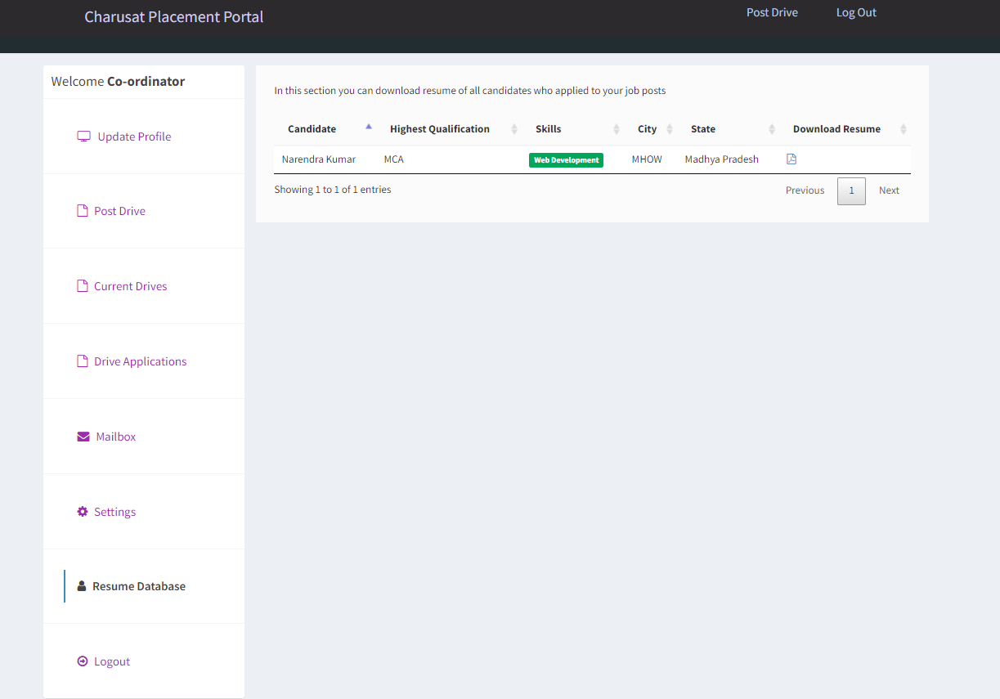 Charusat Placement Portal
Post Drive
Log Out
Welcome Co-ordinator
Update Profile
Post Drive
Current Drives
Drive Applications
Mailbox
Settings
Resume Database
Logout
In this section you can download resume of all candidates who applied to your job posts
Candidate Highest Qualification Skills City State Download Resume
Narendra Kumar MCA Web Development MHOW Madhya Pradesh
Showing 1 to 1 of 1 entries
Previous 1 Next